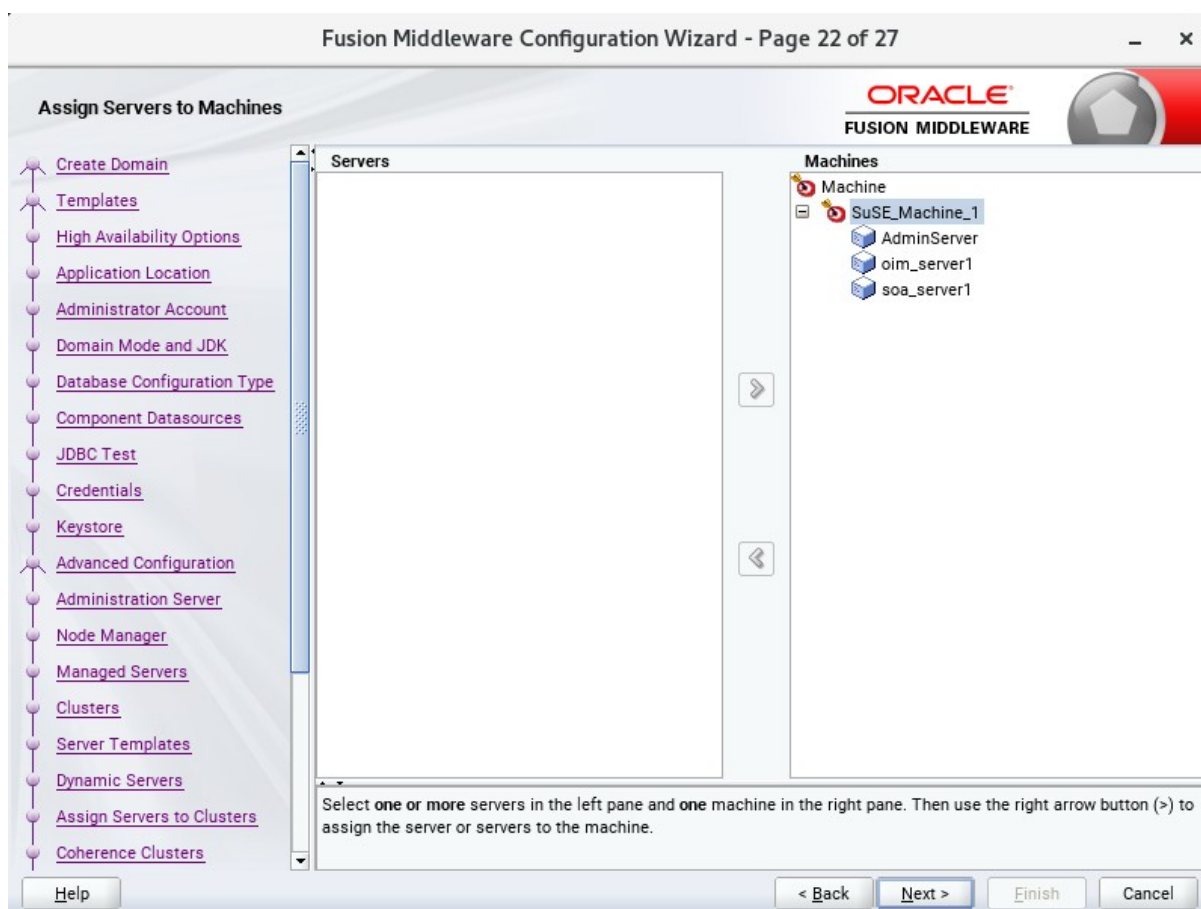 Fusion Middleware Configuration Wizard - Page 22 of 27
Assign Servers to Machines
ORACLE
FUSION MIDDLEWARE
Create Domain
Templates
High Availability Options
Application Location
Administrator Account
Domain Mode and JDK
Database Configuration Type
Component Datasources
JDBC Test
Credentials
Keystore
Advanced Configuration
Administration Server
Node Manager
Managed Servers
Clusters
Server Templates
Dynamic Servers
Assign Servers to Clusters
Coherence Clusters
Servers
Machines
Machine
SuSE_Machine_1
AdminServer
oim_server1
soa_server1
Select one or more servers in the left pane and one machine in the right pane. Then use the right arrow button (>) to
assign the server or servers to the machine.
Help
< Back
Next >
Finish
Cancel